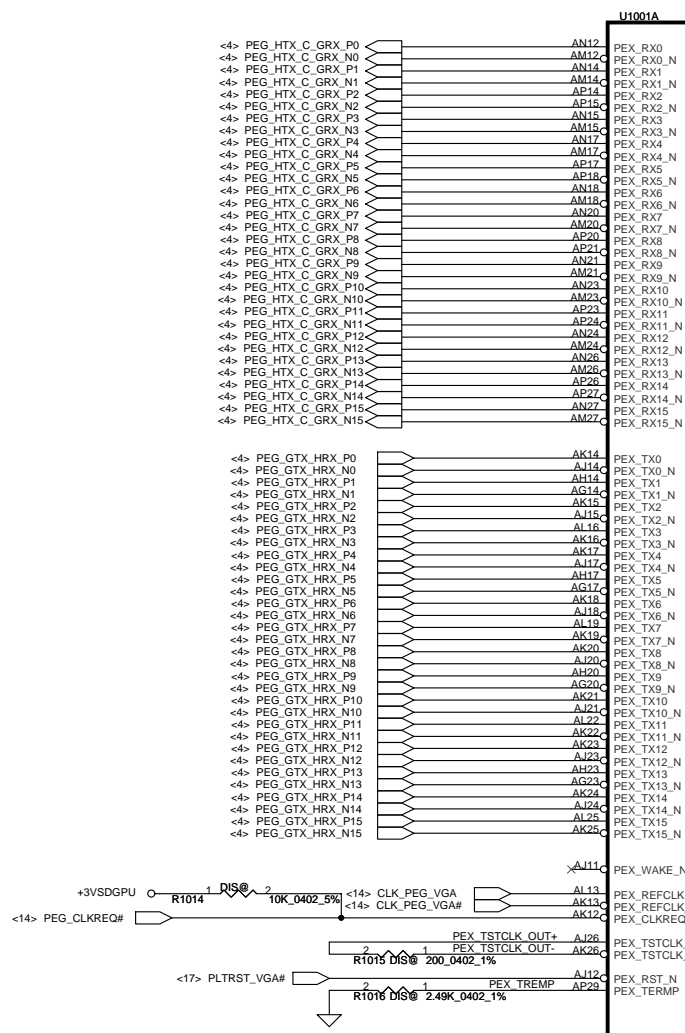 U1001A
<4> PEG_HTX_C_GRX_P0 AN12 PEX_RX0
<4> PEG_HTX_C_GRX_N0 AM12 PEX_RX0_N
<4> PEG_HTX_C_GRX_P1 AN14 PEX_RX1
<4> PEG_HTX_C_GRX_N1 AM14 PEX_RX1_N
<4> PEG_HTX_C_GRX_P2 AP14 PEX_RX2
<4> PEG_HTX_C_GRX_N2 AP15 PEX_RX2_N
<4> PEG_HTX_C_GRX_P3 AN15 PEX_RX3
<4> PEG_HTX_C_GRX_N3 AM15 PEX_RX3_N
<4> PEG_HTX_C_GRX_P4 AN17 PEX_RX4
<4> PEG_HTX_C_GRX_N4 AM17 PEX_RX4_N
<4> PEG_HTX_C_GRX_P5 AP17 PEX_RX5
<4> PEG_HTX_C_GRX_N5 AP18 PEX_RX5_N
<4> PEG_HTX_C_GRX_P6 AN18 PEX_RX6
<4> PEG_HTX_C_GRX_N6 AM18 PEX_RX6_N
<4> PEG_HTX_C_GRX_P7 AN20 PEX_RX7
<4> PEG_HTX_C_GRX_N7 AM20 PEX_RX7_N
<4> PEG_HTX_C_GRX_P8 AP20 PEX_RX8
<4> PEG_HTX_C_GRX_N8 AP21 PEX_RX8_N
<4> PEG_HTX_C_GRX_P9 AN21 PEX_RX9
<4> PEG_HTX_C_GRX_N9 AM21 PEX_RX9_N
<4> PEG_HTX_C_GRX_P10 AN23 PEX_RX10
<4> PEG_HTX_C_GRX_N10 AM23 PEX_RX10_N
<4> PEG_HTX_C_GRX_P11 AP23 PEX_RX11
<4> PEG_HTX_C_GRX_N11 AP24 PEX_RX11_N
<4> PEG_HTX_C_GRX_P12 AN24 PEX_RX12
<4> PEG_HTX_C_GRX_N12 AM24 PEX_RX12_N
<4> PEG_HTX_C_GRX_P13 AN26 PEX_RX13
<4> PEG_HTX_C_GRX_N13 AM26 PEX_RX13_N
<4> PEG_HTX_C_GRX_P14 AP26 PEX_RX14
<4> PEG_HTX_C_GRX_N14 AP27 PEX_RX14_N
<4> PEG_HTX_C_GRX_P15 AN27 PEX_RX15
<4> PEG_HTX_C_GRX_N15 AM27 PEX_RX15_N
<4> PEG_GTX_HRX_P0 AK14 PEX_TX0
<4> PEG_GTX_HRX_N0 AJ14 PEX_TX0_N
<4> PEG_GTX_HRX_P1 AH14 PEX_TX1
<4> PEG_GTX_HRX_N1 AG14 PEX_TX1_N
<4> PEG_GTX_HRX_P2 AK15 PEX_TX2
<4> PEG_GTX_HRX_N2 AJ15 PEX_TX2_N
<4> PEG_GTX_HRX_P3 AL16 PEX_TX3
<4> PEG_GTX_HRX_N3 AK16 PEX_TX3_N
<4> PEG_GTX_HRX_P4 AK17 PEX_TX4
<4> PEG_GTX_HRX_N4 AJ17 PEX_TX4_N
<4> PEG_GTX_HRX_P5 AH17 PEX_TX5
<4> PEG_GTX_HRX_N5 AG17 PEX_TX5_N
<4> PEG_GTX_HRX_P6 AK18 PEX_TX6
<4> PEG_GTX_HRX_N6 AJ18 PEX_TX6_N
<4> PEG_GTX_HRX_P7 AL19 PEX_TX7
<4> PEG_GTX_HRX_N7 AK19 PEX_TX7_N
<4> PEG_GTX_HRX_P8 AK20 PEX_TX8
<4> PEG_GTX_HRX_N8 AJ20 PEX_TX8_N
<4> PEG_GTX_HRX_P9 AH20 PEX_TX9
<4> PEG_GTX_HRX_N9 AG20 PEX_TX9_N
<4> PEG_GTX_HRX_P10 AK21 PEX_TX10
<4> PEG_GTX_HRX_N10 AJ21 PEX_TX10_N
<4> PEG_GTX_HRX_P11 AL22 PEX_TX11
<4> PEG_GTX_HRX_N11 AK22 PEX_TX11_N
<4> PEG_GTX_HRX_P12 AK23 PEX_TX12
<4> PEG_GTX_HRX_N12 AJ23 PEX_TX12_N
<4> PEG_GTX_HRX_P13 AH23 PEX_TX13
<4> PEG_GTX_HRX_N13 AG23 PEX_TX13_N
<4> PEG_GTX_HRX_P14 AK24 PEX_TX14
<4> PEG_GTX_HRX_N14 AJ24 PEX_TX14_N
<4> PEG_GTX_HRX_P15 AL25 PEX_TX15
<4> PEG_GTX_HRX_N15 AK25 PEX_TX15_N
AJ11 PEX_WAKE_N
+3VSDGPU 1 DIS@ 2 <14> CLK_PEG_VGA AL13 PEX_REFCLK
R1014 10K_0402_5% <14> CLK_PEG_VGA# AK13 PEX_REFCLK
<14> PEG_CLKREQ# AK12 PEX_CLKREQ
PEX_TSTCLK_OUT+ AJ26 PEX_TSTCLK_
2 1 PEX_TSTCLK_OUT- AK26 PEX_TSTCLK_
R1015 DIS@ 200_0402_1%
<17> PLTRST_VGA# AJ12 PEX_RST_N
2 1 PEX_TREMP AP29 PEX_TERMP
R1016 DIS@ 2.49K_0402_1%